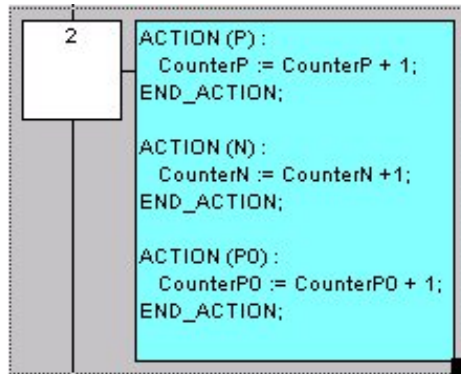 2
ACTION (P) :
CounterP := CounterP + 1;
END_ACTION;
ACTION (N) :
CounterN := CounterN +1;
END_ACTION;
ACTION (P0) :
CounterP0 := CounterP0 + 1;
END_ACTION;